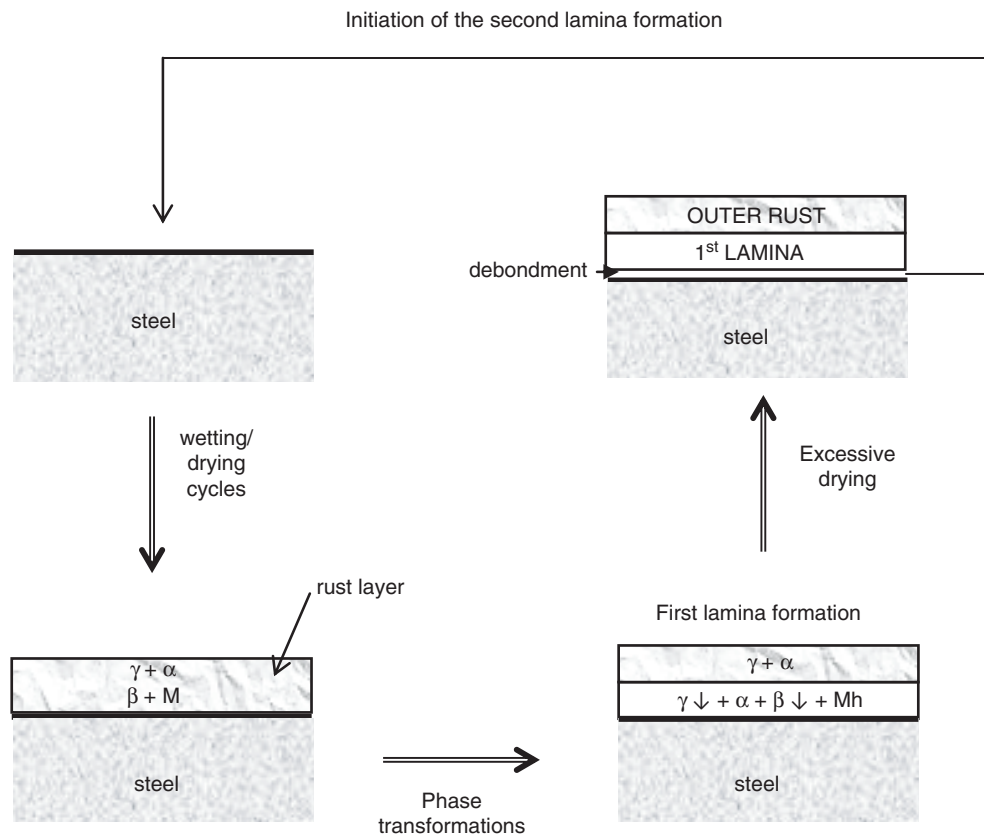 Initiation of the second lamina formation
OUTER RUST
1st LAMINA
debondment
steel
steel
wetting/
drying
cycles
Excessive
drying
rust layer
First lamina formation
γ + α
β + M
γ + α
γ ↓ + α + β ↓ + Mh
steel
steel
Phase
transformations